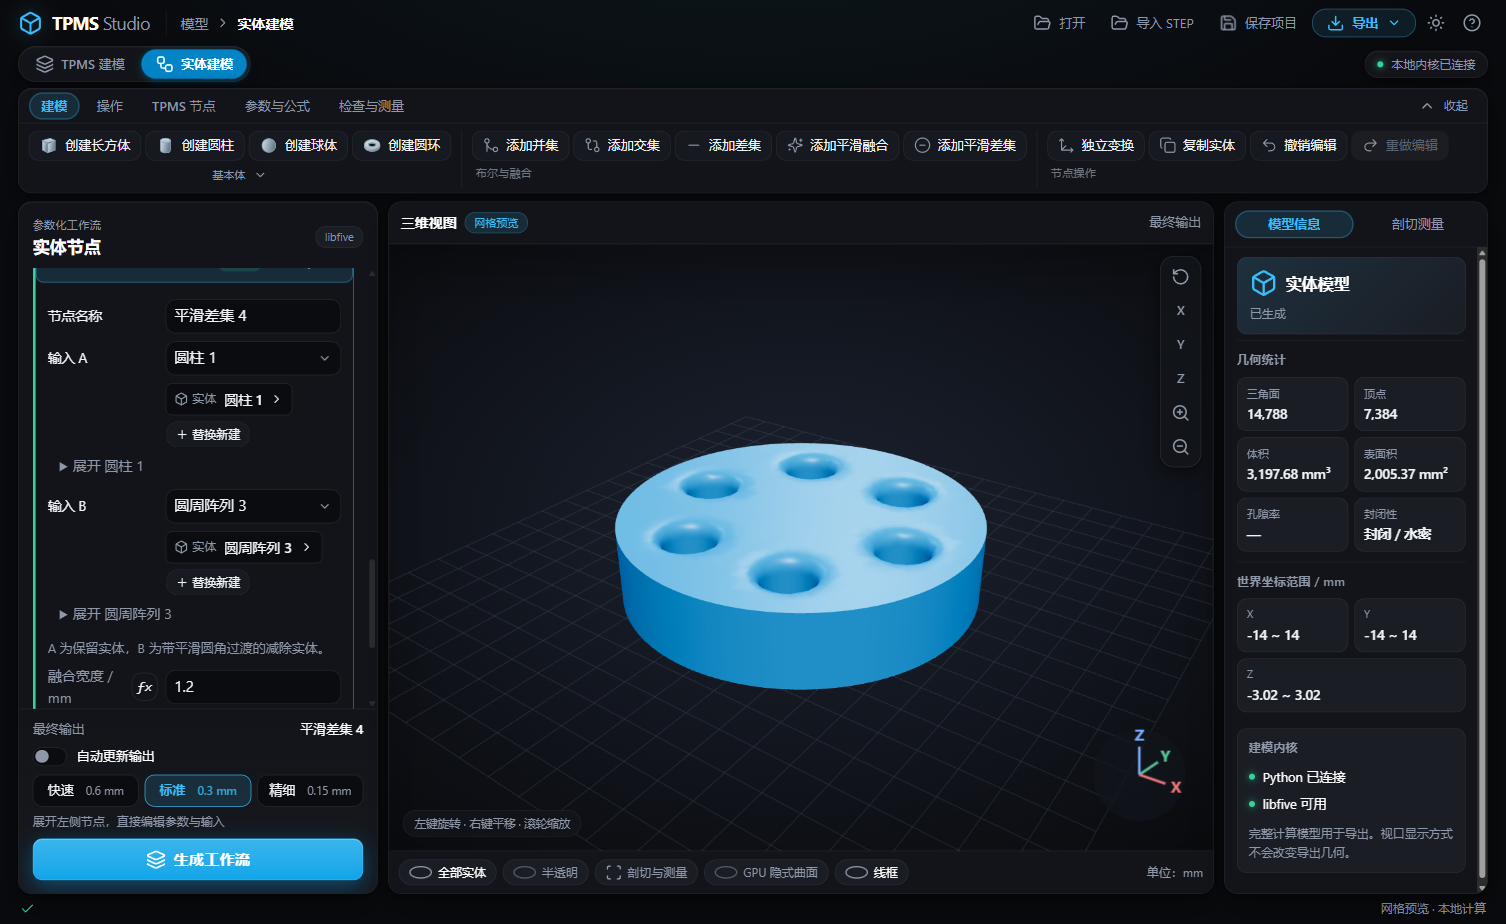 TPMS Studio
模型 > 实体建模
打开
导入 STEP
保存项目
导出
TPMS 建模
实体建模
本地内核已连接
建模
操作
TPMS 节点
参数与公式
检查与测量
收起
创建长方体
创建圆柱
创建球体
创建圆环
添加并集
添加交集
添加差集
添加平滑融合
添加平滑差集
独立变换
复制实体
撤销编辑
重做编辑
基本体
布尔与融合
节点操作
参数化工作流
实体节点
libfive
节点名称
平滑差集 4
输入 A
圆柱 1
实体 圆柱 1
+ 替换新建
展开 圆柱 1
输入 B
圆周阵列 3
实体 圆周阵列 3
+ 替换新建
展开 圆周阵列 3
A 为保留实体，B 为带平滑圆角过渡的减除实体。
融合宽度 /
mm
fx
1.2
最终输出
平滑差集 4
自动更新输出
快速 0.6 mm
标准 0.3 mm
精细 0.15 mm
展开左侧节点，直接编辑参数与输入
生成工作流
三维视图
网格预览
最终输出
X
Y
Z
Z
Y
X
左键旋转 · 右键平移 · 滚轮缩放
全部实体
半透明
剖切与测量
GPU 隐式曲面
线框
单位：mm
模型信息
剖切测量
实体模型
已生成
几何统计
三角面
14,788
顶点
7,384
体积
3,197.68 mm³
表面积
2,005.37 mm²
孔隙率
—
封闭性
封闭 / 水密
世界坐标范围 / mm
X
-14 ~ 14
Y
-14 ~ 14
Z
-3.02 ~ 3.02
建模内核
Python 已连接
libfive 可用
完整计算模型用于导出。视口显示方式
不会改变导出几何。
网格预览 · 本地计算